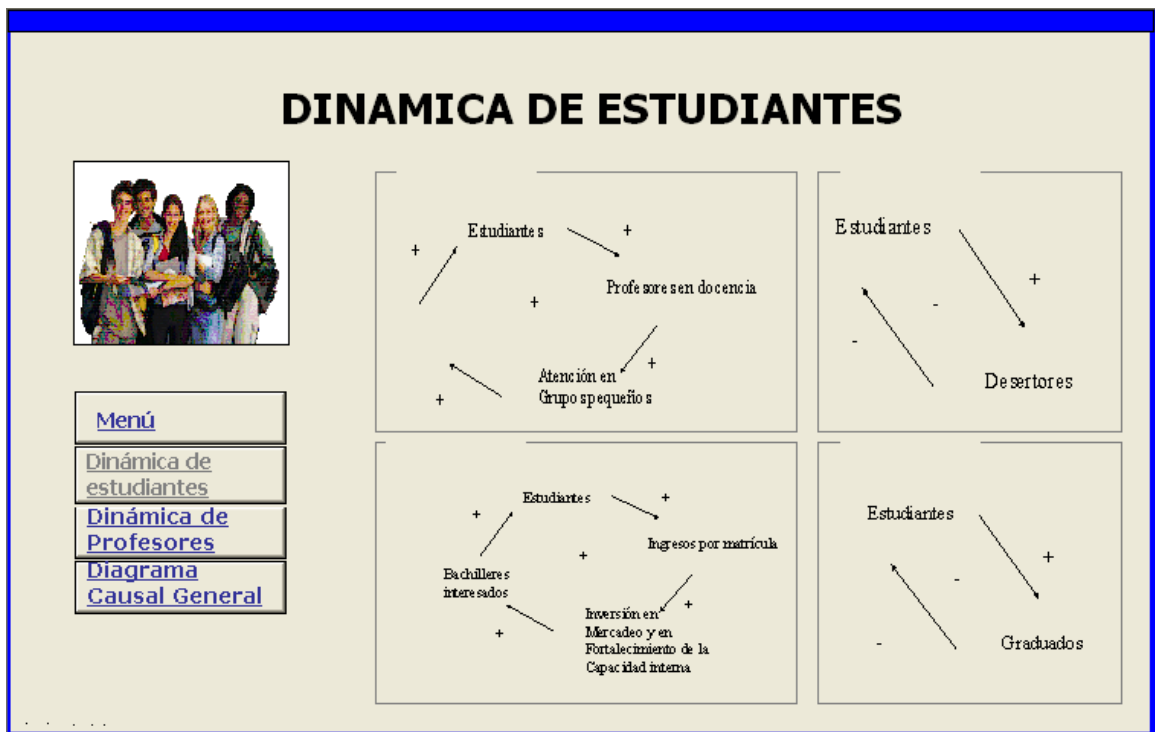 DINAMICA DE ESTUDIANTES
Menú
Dinámica de
estudiantes
Dinámica de
Profesores
Diagrama
Causal General
Estudiantes
+
+
Profesores en docencia
+
+
Atención en
Grupos pequeños
+
Estudiantes
+
-
-
Desertores
Estudiantes
+
+
Ingresos por matrícula
+
Bachilleres
interesados
+
Inversión en
Mercadeo y en
Fortalecimiento de la
Capacidad interna
+
Estudiantes
+
-
-
Graduados